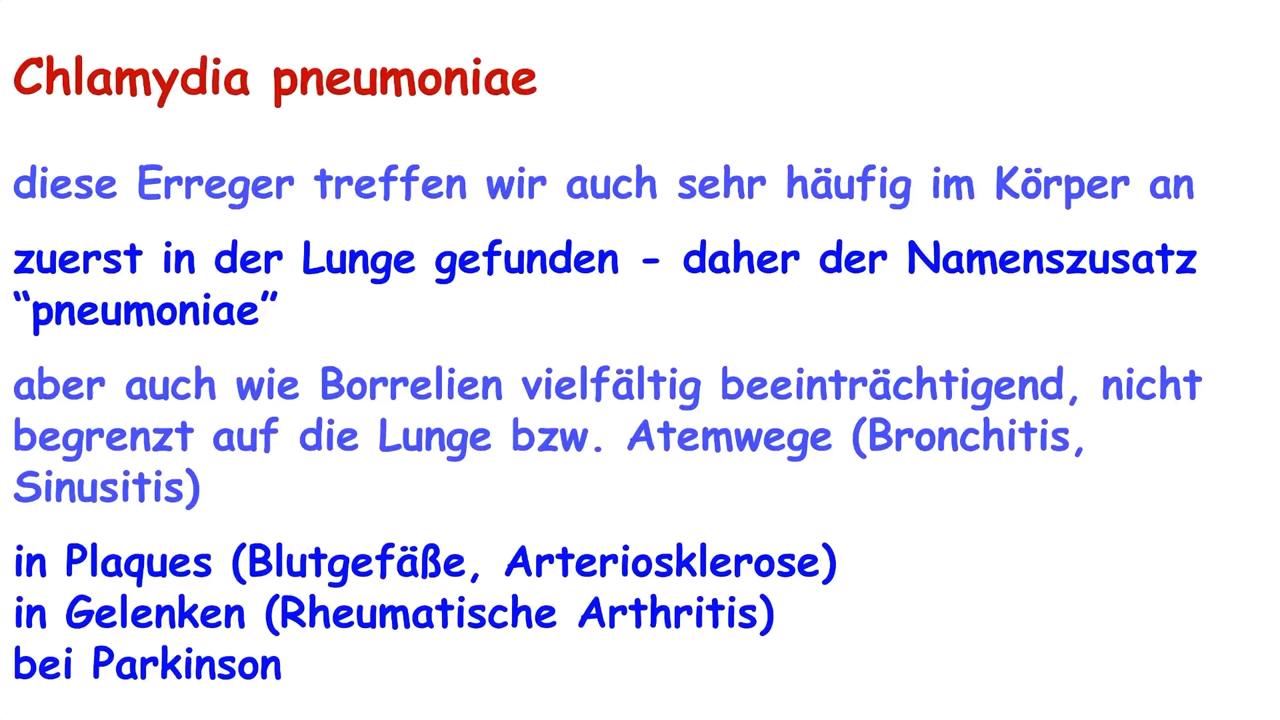 Chlamydia pneumoniae
diese Erreger treffen wir auch sehr häufig im Körper an
zuerst in der Lunge gefunden - daher der Namenszusatz
“pneumoniae”
aber auch wie Borrelien vielfältig beeinträchtigend, nicht
begrenzt auf die Lunge bzw. Atemwege (Bronchitis,
Sinusitis)
in Plaques (Blutgefäße, Arteriosklerose)
in Gelenken (Rheumatische Arthritis)
bei Parkinson